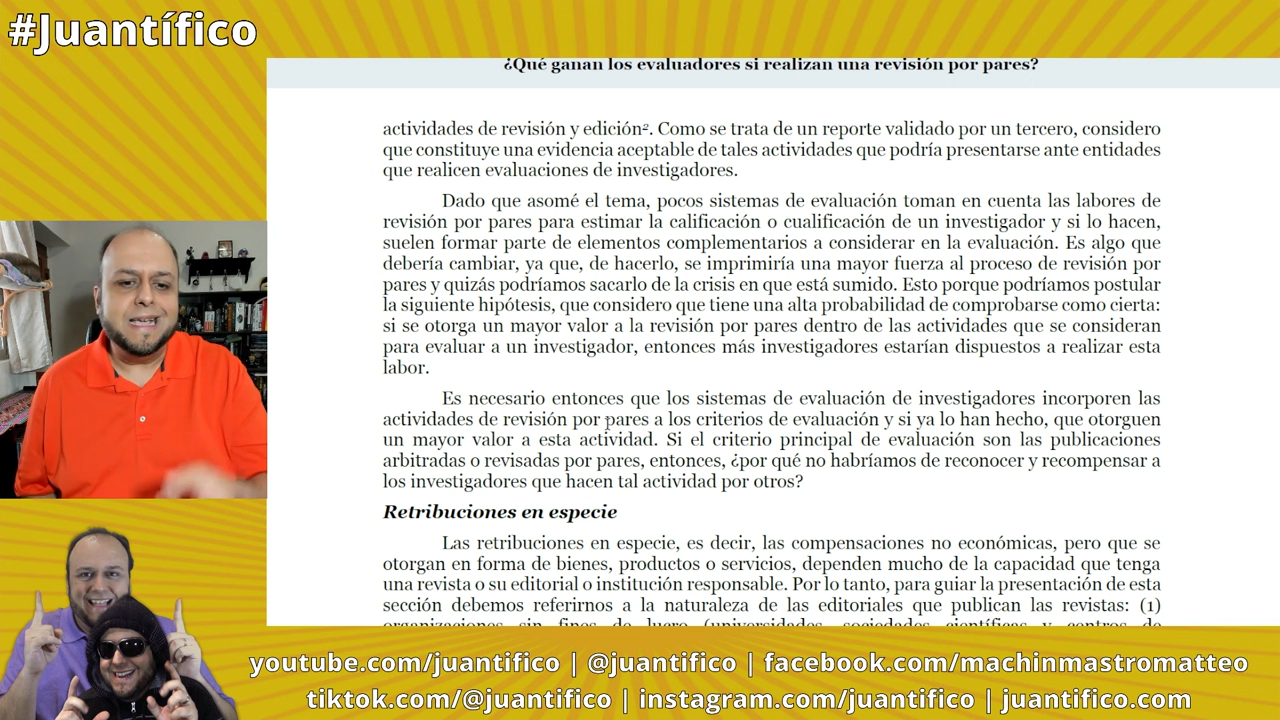 #Juantífico
¿Qué ganan los evaluadores si realizan una revisión por pares?
actividades de revisión y edición². Como se trata de un reporte validado por un tercero, considero
que constituye una evidencia aceptable de tales actividades que podría presentarse ante entidades
que realicen evaluaciones de investigadores.
Dado que asomé el tema, pocos sistemas de evaluación toman en cuenta las labores de
revisión por pares para estimar la calificación o cualificación de un investigador y si lo hacen,
suelen formar parte de elementos complementarios a considerar en la evaluación. Es algo que
debería cambiar, ya que, de hacerlo, se imprimiría una mayor fuerza al proceso de revisión por
pares y quizás podríamos sacarlo de la crisis en que está sumido. Esto porque podríamos postular
la siguiente hipótesis, que considero que tiene una alta probabilidad de comprobarse como cierta:
si se otorga un mayor valor a la revisión por pares dentro de las actividades que se consideran
para evaluar a un investigador, entonces más investigadores estarían dispuestos a realizar esta
labor.
Es necesario entonces que los sistemas de evaluación de investigadores incorporen las
actividades de revisión por pares a los criterios de evaluación y si ya lo han hecho, que otorguen
un mayor valor a esta actividad. Si el criterio principal de evaluación son las publicaciones
arbitradas o revisadas por pares, entonces, ¿por qué no habríamos de reconocer y recompensar a
los investigadores que hacen tal actividad por otros?
Retribuciones en especie
Las retribuciones en especie, es decir, las compensaciones no económicas, pero que se
otorgan en forma de bienes, productos o servicios, dependen mucho de la capacidad que tenga
una revista o su editorial o institución responsable. Por lo tanto, para guiar la presentación de esta
sección debemos referirnos a la naturaleza de las editoriales que publican las revistas: (1)
organizaciones sin fines de lucro (universidades, sociedades científicas y centros de
youtube.com/juantifico | @juantifico | facebook.com/machinmastromatteo
tiktok.com/@juantifico | instagram.com/juantifico | juantifico.com